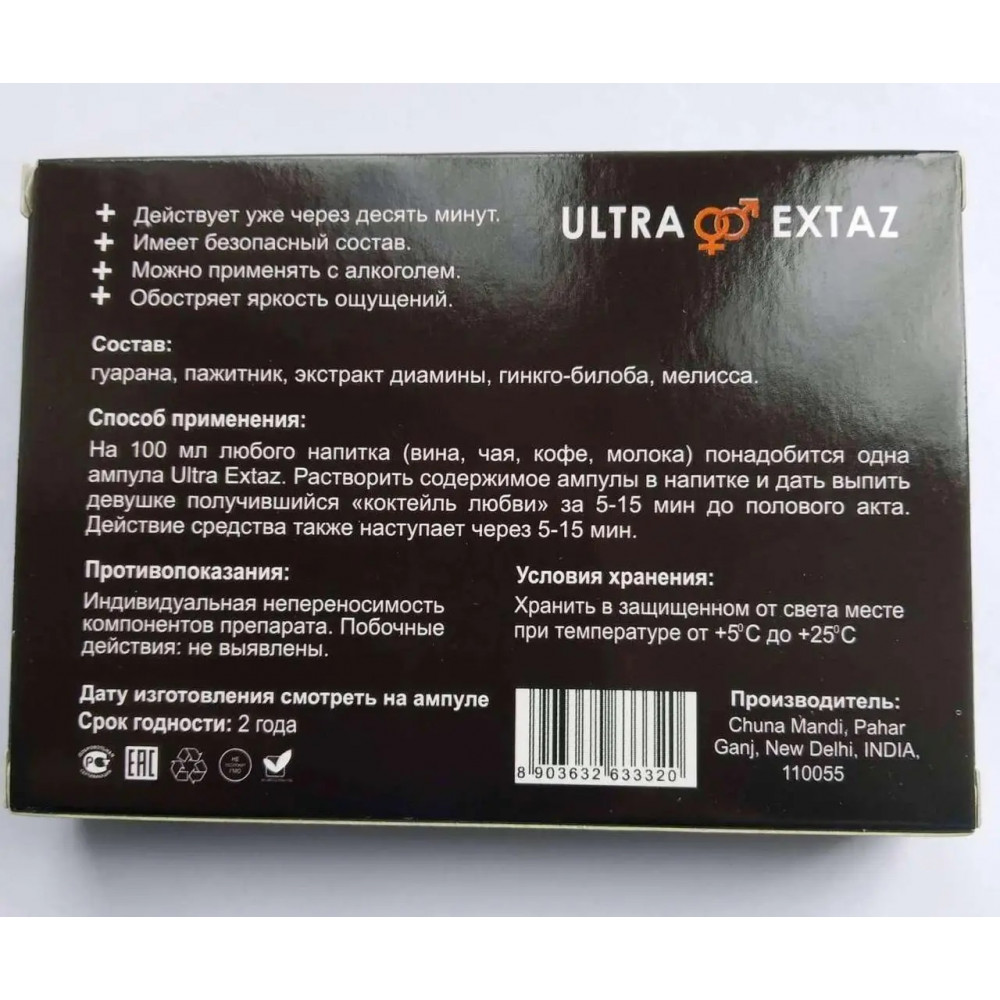 + Действует уже через десять минут.
+ Имеет безопасный состав.
+ Можно применять с алкоголем.
+ Обостряет яркость ощущений.
ULTRA EXTAZ
Состав:
гуарана, пажитник, экстракт диамины, гинкго-билоба, мелисса.
Способ применения:
На 100 мл любого напитка (вина, чая, кофе, молока) понадобится одна
ампула Ultra Extaz. Растворить содержимое ампулы в напитке и дать выпить
девушке получившийся «коктейль любви» за 5-15 мин до полового акта.
Действие средства также наступает через 5-15 мин.
Противопоказания:
Индивидуальная непереносимость
компонентов препарата. Побочные
действия: не выявлены.
Условия хранения:
Хранить в защищенном от света месте
при температуре от +5⁰C до +25⁰C
Дату изготовления смотреть на ампуле
Срок годности: 2 года
EAC
8 903632 633320
Производитель:
Chuna Mandi, Pahar
Ganj, New Delhi, INDIA,
110055